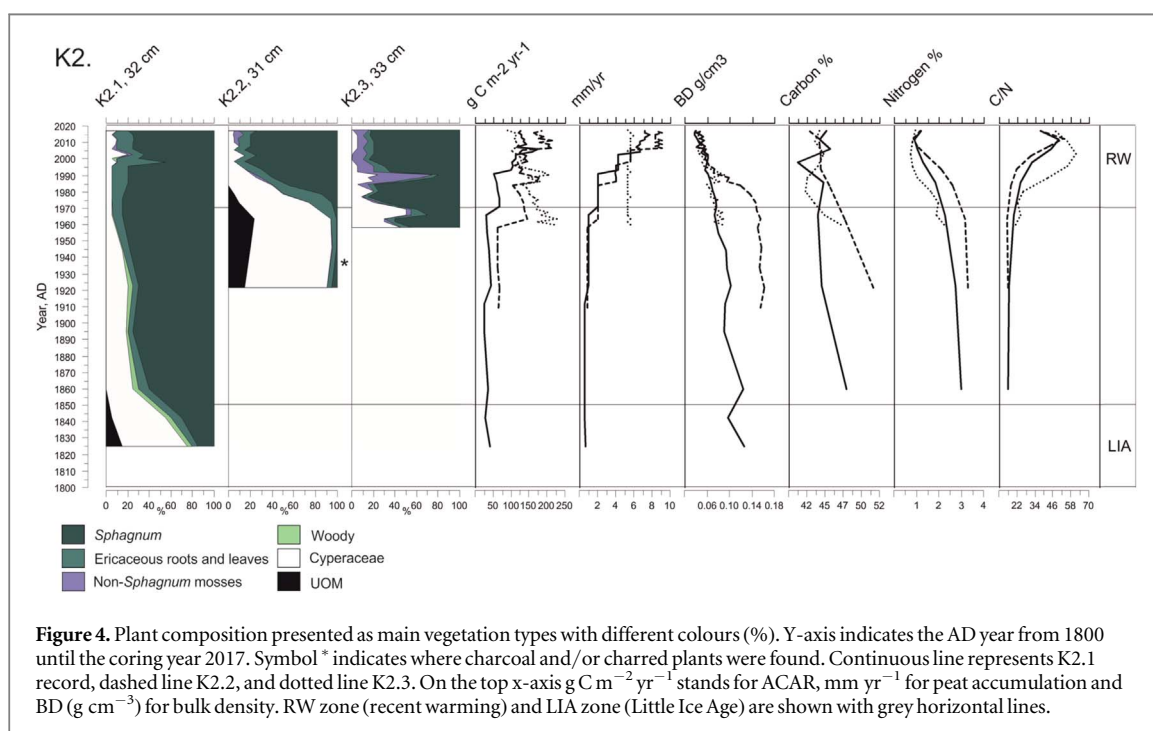 K2.
K2.1, 32 cm
K2.2, 31 cm
K2.3, 33 cm
g C m-2 yr-1
mm/yr
BD g/cm3
Carbon %
Nitrogen %
C/N
Year, AD
2020
2010
2000
1990
1980
1970
1960
1950
1940
1930
1920
1910
1900
1890
1880
1870
1860
1850
1840
1830
1820
1810
1800
*
RW
LIA
0 20 40 60 80 100
%
0 20 40 60 80 100
%
0 20 40 60 80 100
%
50 100 150 200 250
2 4 6 8 10
0.06 0.10 0.14 0.18
42 45 47 50 52
1 2 3 4
22 34 46 58 70
Sphagnum
Ericaceous roots and leaves
Non-Sphagnum mosses
Woody
Cyperaceae
UOM
Figure 4. Plant composition presented as main vegetation types with different colours (%). Y-axis indicates the AD year from 1800
until the coring year 2017. Symbol * indicates where charcoal and/or charred plants were found. Continuous line represents K2.1
record, dashed line K2.2, and dotted line K2.3. On the top x-axis g C m⁻² yr⁻¹ stands for ACAR, mm yr⁻¹ for peat accumulation and
BD (g cm⁻³) for bulk density. RW zone (recent warming) and LIA zone (Little Ice Age) are shown with grey horizontal lines.